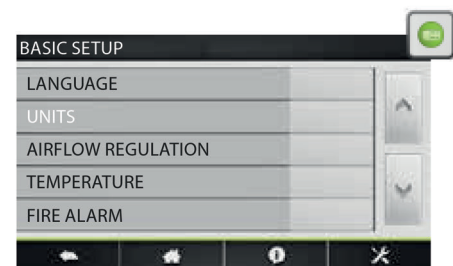 BASIC SETUP
LANGUAGE
UNITS
AIRFLOW REGULATION
TEMPERATURE
FIRE ALARM